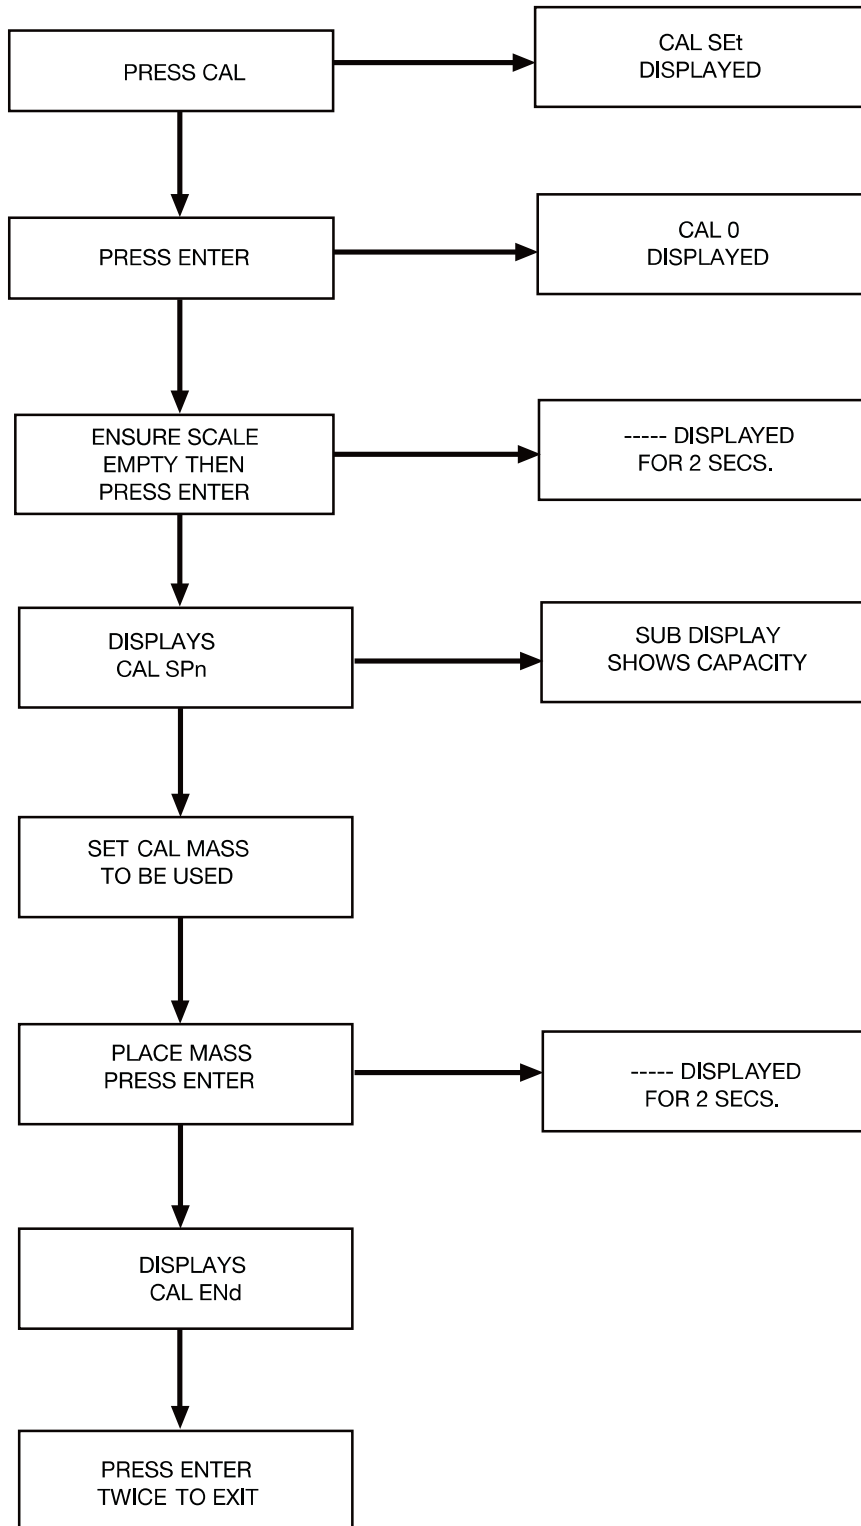 PRESS CAL
CAL SEt
DISPLAYED
PRESS ENTER
CAL 0
DISPLAYED
ENSURE SCALE
EMPTY THEN
PRESS ENTER
----- DISPLAYED
FOR 2 SECS.
DISPLAYS
CAL SPn
SUB DISPLAY
SHOWS CAPACITY
SET CAL MASS
TO BE USED
PLACE MASS
PRESS ENTER
----- DISPLAYED
FOR 2 SECS.
DISPLAYS
CAL ENd
PRESS ENTER
TWICE TO EXIT